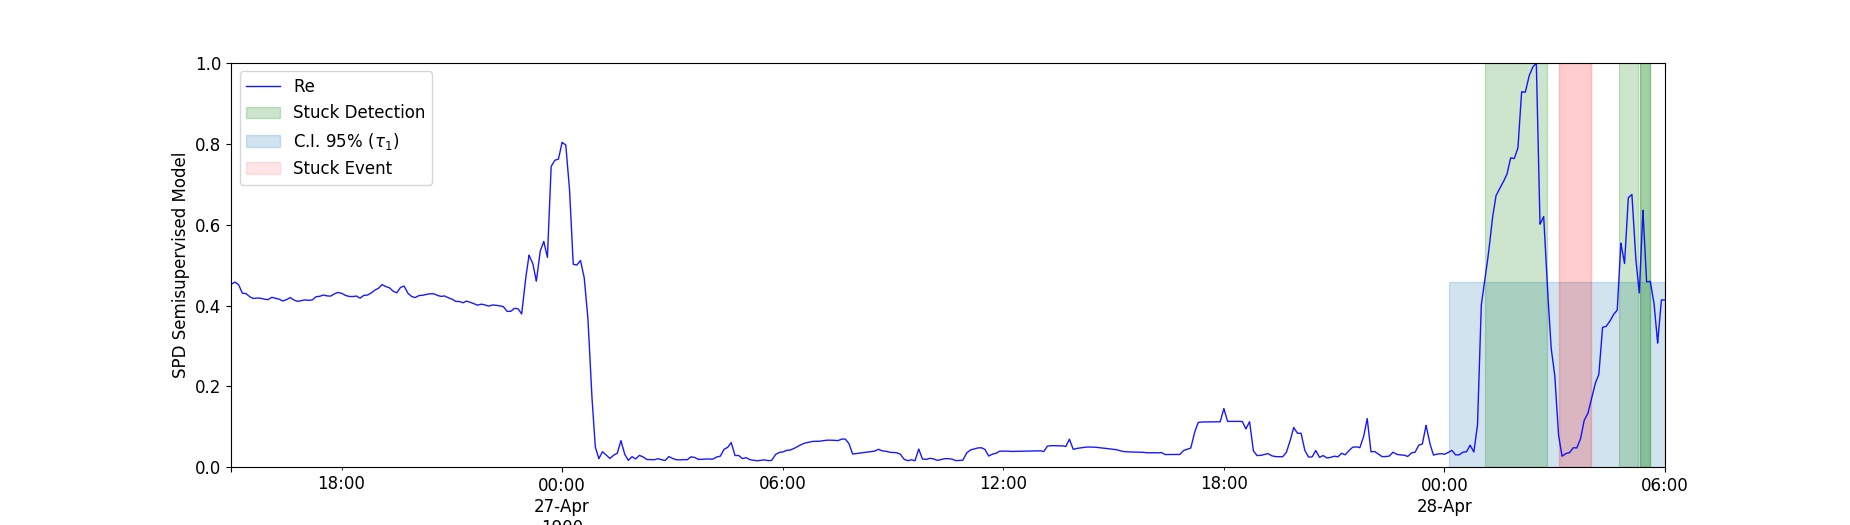 SPD Semisupervised Model
1.0
0.8
0.6
0.4
0.2
0.0
Re
Stuck Detection
C.I. 95% (τ₁)
Stuck Event
18:00
00:00
27-Apr
1900
06:00
12:00
18:00
00:00
28-Apr
06:00